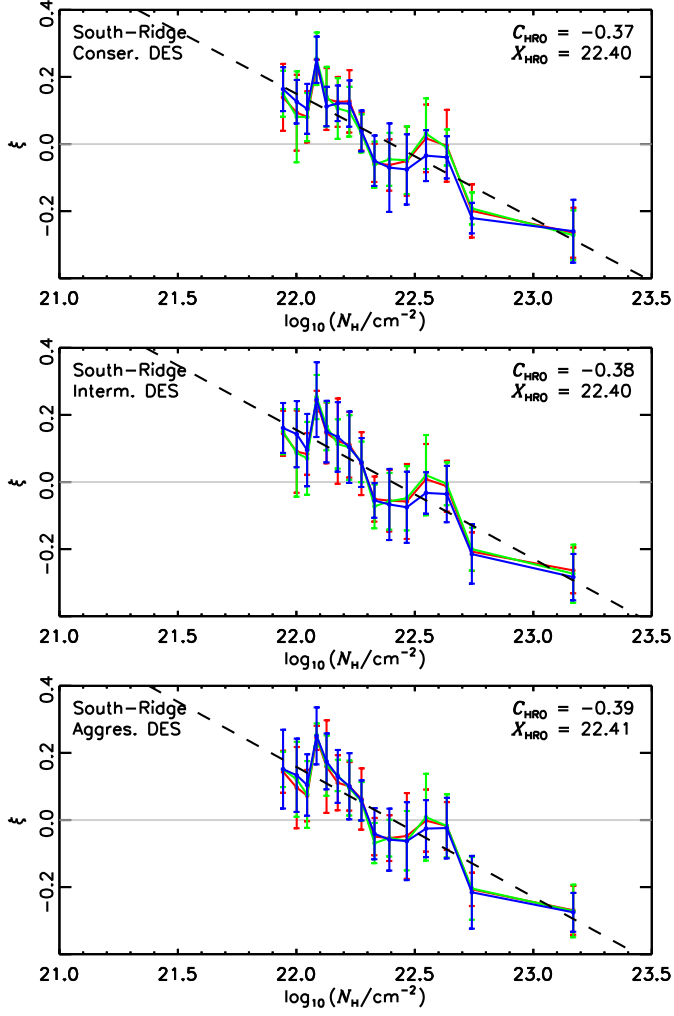 South-Ridge
Conser. DES
C_HRO = −0.37
X_HRO = 22.40
0.4
0.2
0.0
−0.2
ξ
21.0 21.5 22.0 22.5 23.0 23.5
log₁₀(N_H/cm⁻²)
South-Ridge
Interm. DES
C_HRO = −0.38
X_HRO = 22.40
0.4
0.2
0.0
−0.2
ξ
21.0 21.5 22.0 22.5 23.0 23.5
log₁₀(N_H/cm⁻²)
South-Ridge
Aggres. DES
C_HRO = −0.39
X_HRO = 22.41
0.4
0.2
0.0
−0.2
ξ
21.0 21.5 22.0 22.5 23.0 23.5
log₁₀(N_H/cm⁻²)